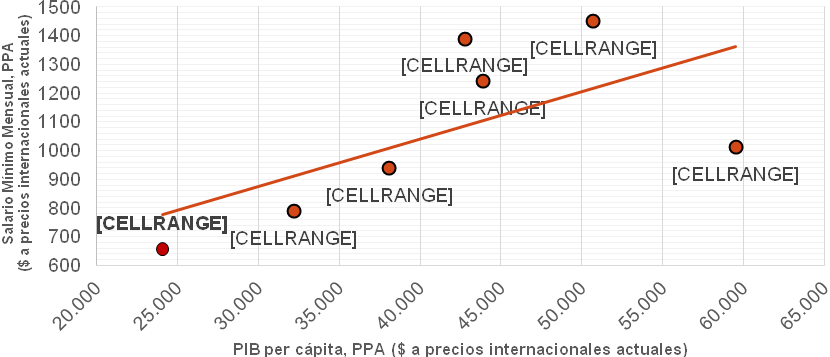 Salario Mínimo Mensual, PPA
($ a precios internacionales actuales)
1500
1400
1300
1200
1100
1000
900
800
700
600
[CELLRANGE]
[CELLRANGE]
[CELLRANGE]
[CELLRANGE]
[CELLRANGE]
[CELLRANGE]
[CELLRANGE]
20.000
25.000
30.000
35.000
40.000
45.000
50.000
55.000
60.000
65.000
PIB per cápita, PPA ($ a precios internacionales actuales)